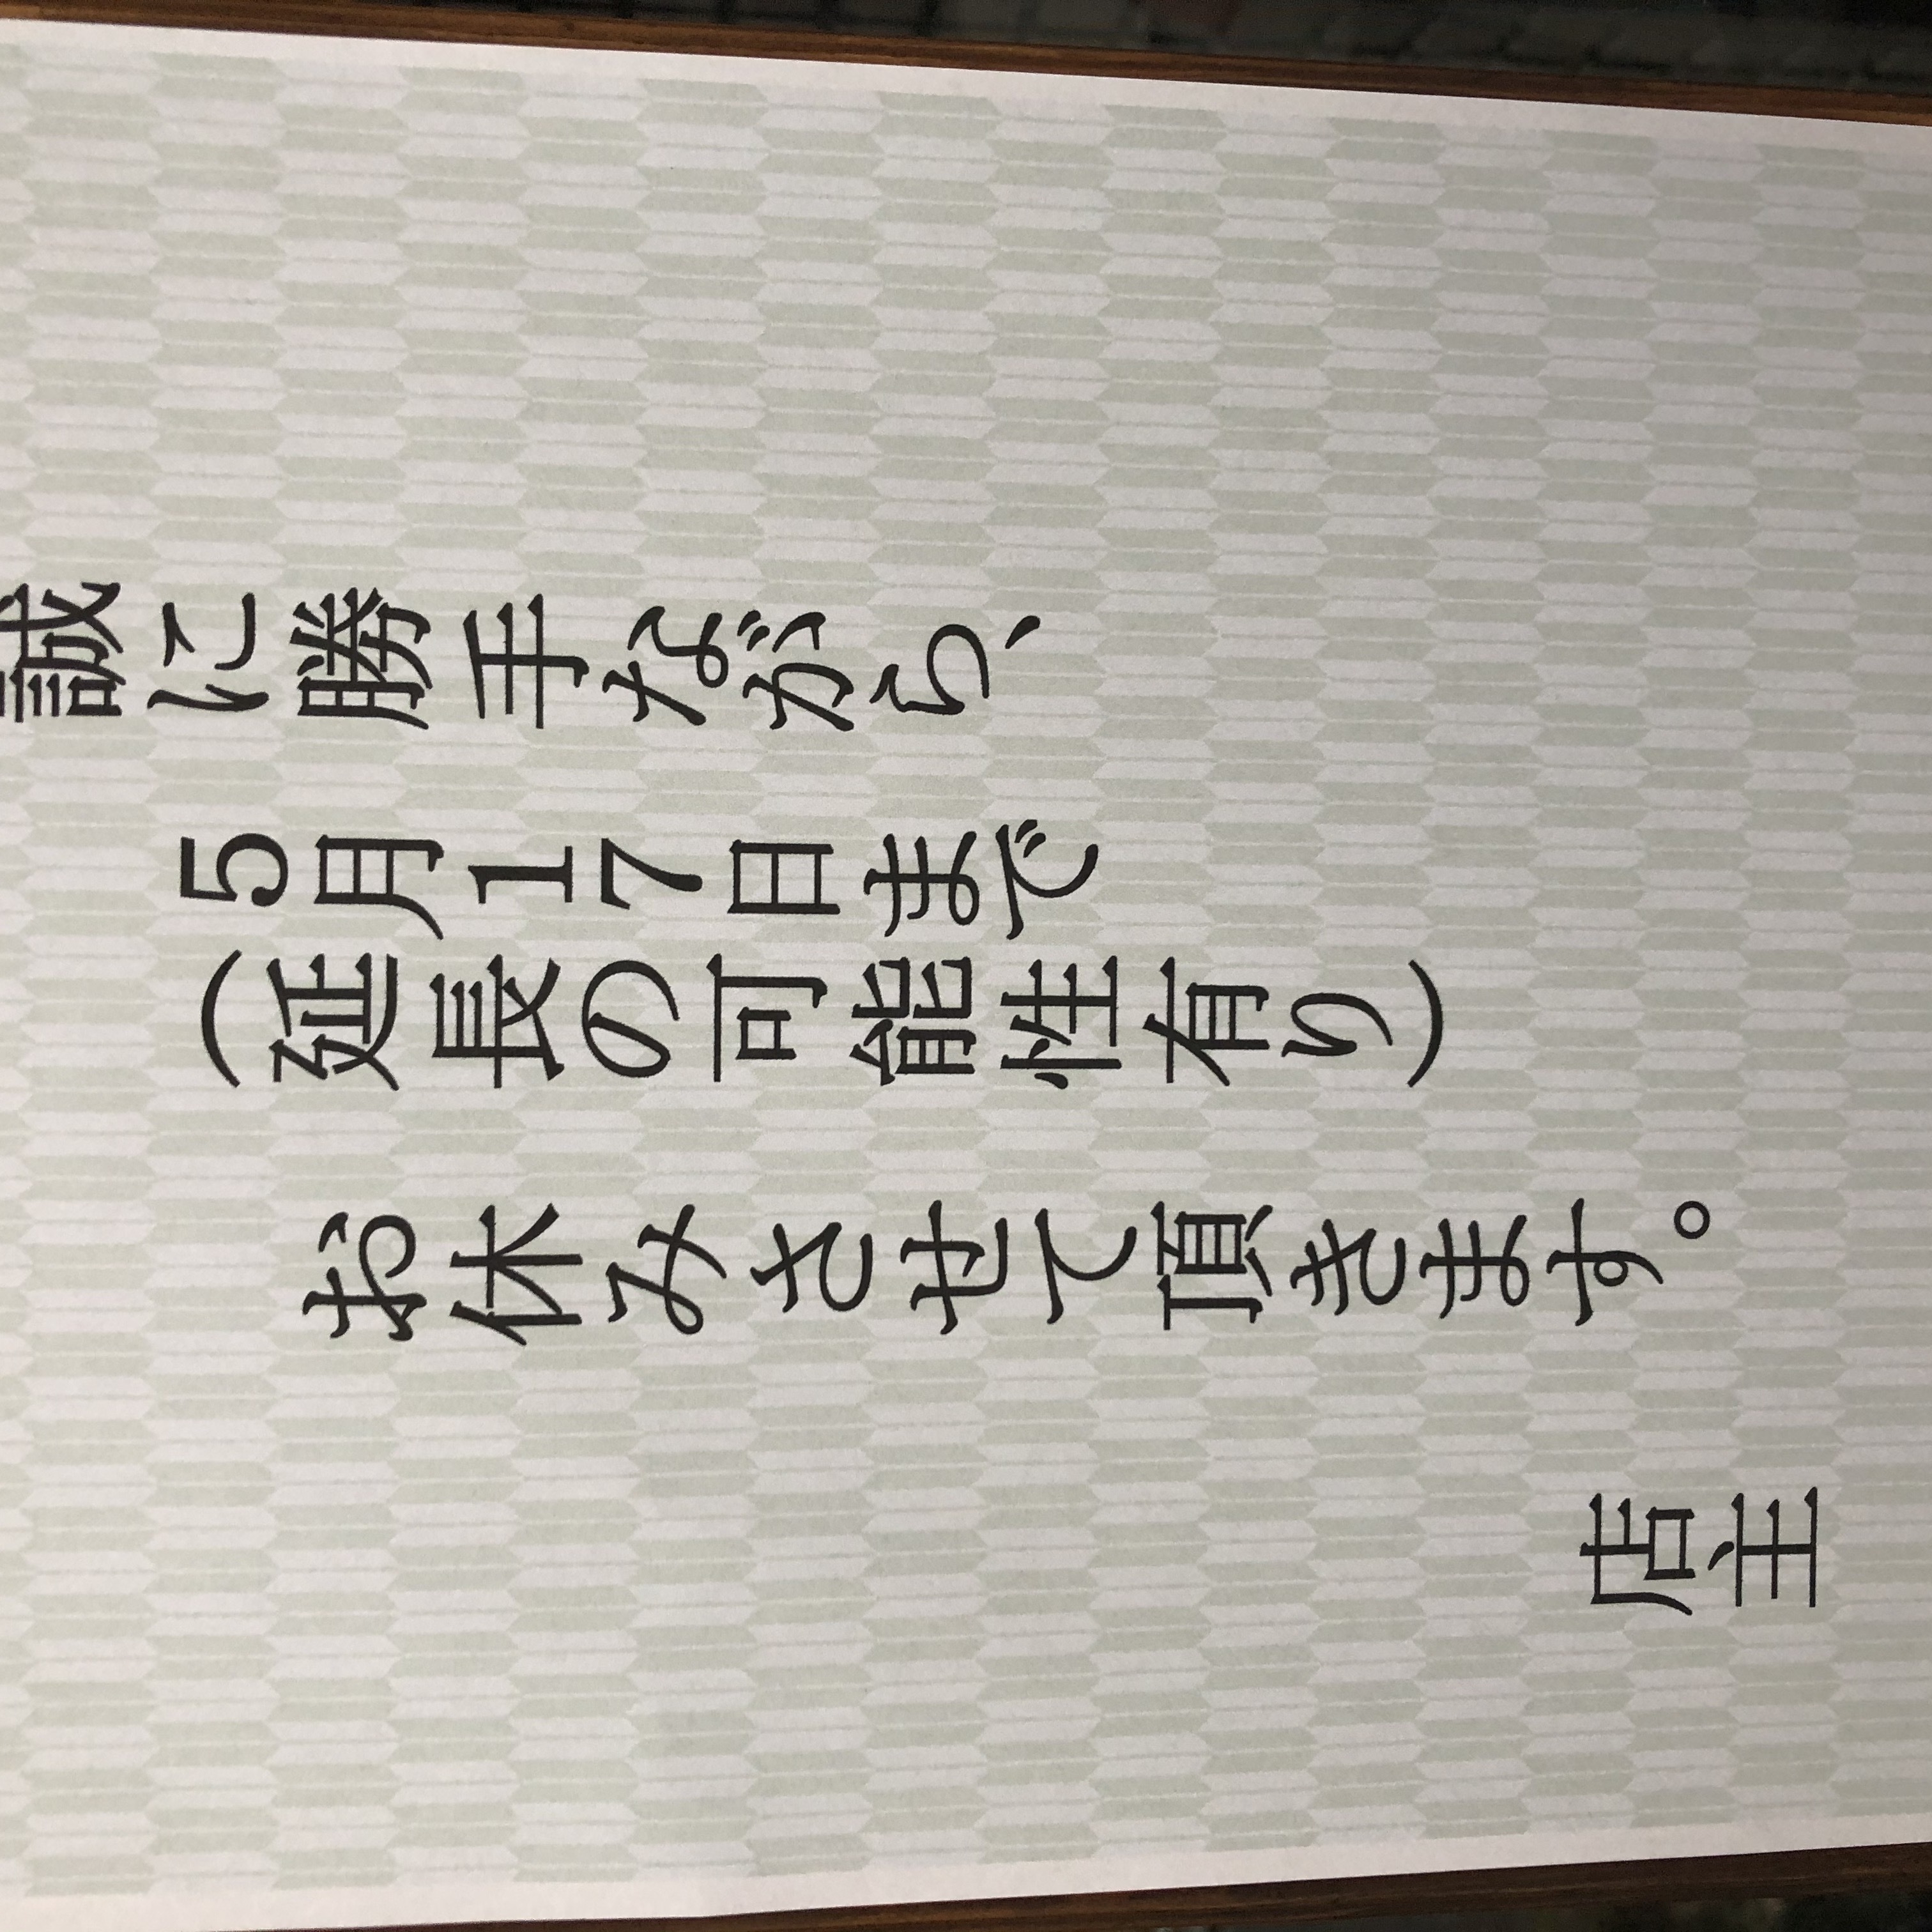 誠に勝手ながら、
5月17日まで
(延長の可能性有り)
お休みさせて頂きます。
店主